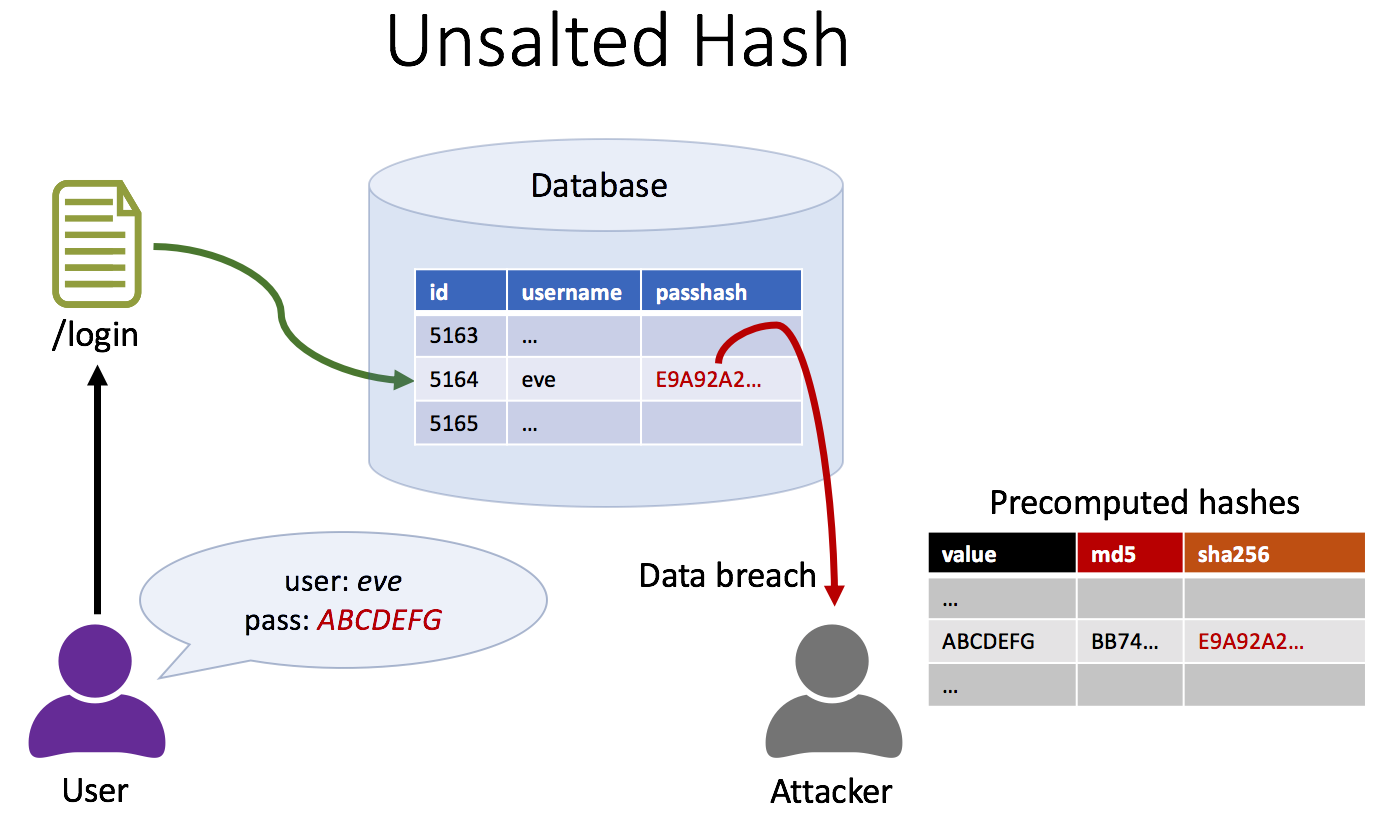 Unsalted Hash
Database
id username passhash
5163 ...
5164 eve E9A92A2...
5165 ...
/login
user: eve
pass: ABCDEFG
User
Data breach
Attacker
Precomputed hashes
value md5 sha256
...
ABCDEFG BB74... E9A92A2...
...